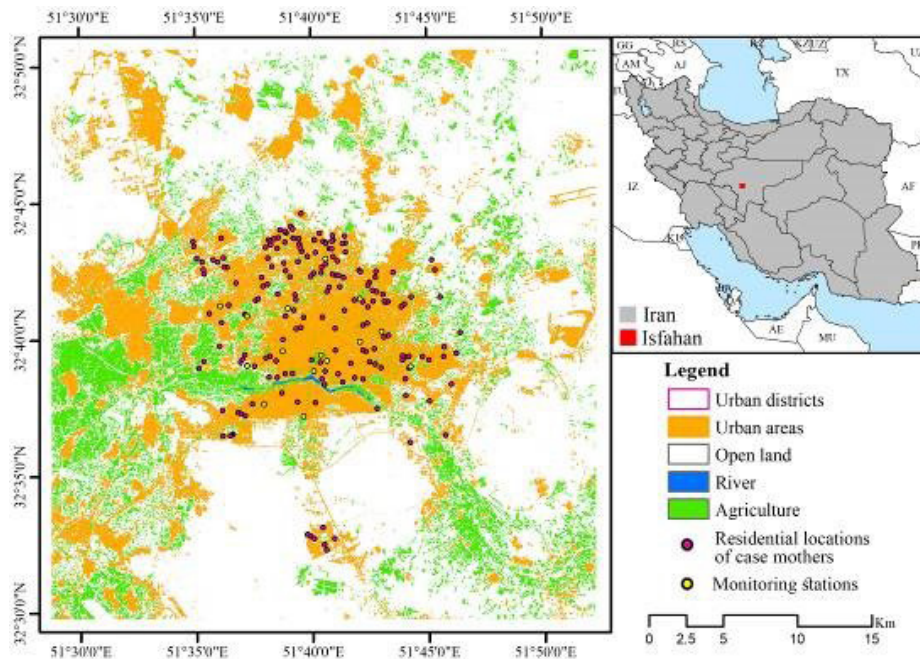 51°30'0"E 51°35'0"E 51°40'0"E 51°45'0"E 51°50'0"E
32°50'0"N
32°45'0"N
32°40'0"N
32°35'0"N
32°30'0"N
51°30'0"E 51°35'0"E 51°40'0"E 51°45'0"E 51°50'0"E
GG RS
AM AJ
TX
IZ
AF
AE
MU
Iran
Isfahan
Legend
Urban districts
Urban areas
Open land
River
Agriculture
Residential locations
of case mothers
Monitoring stations
Km
0 2.5 5 10 15